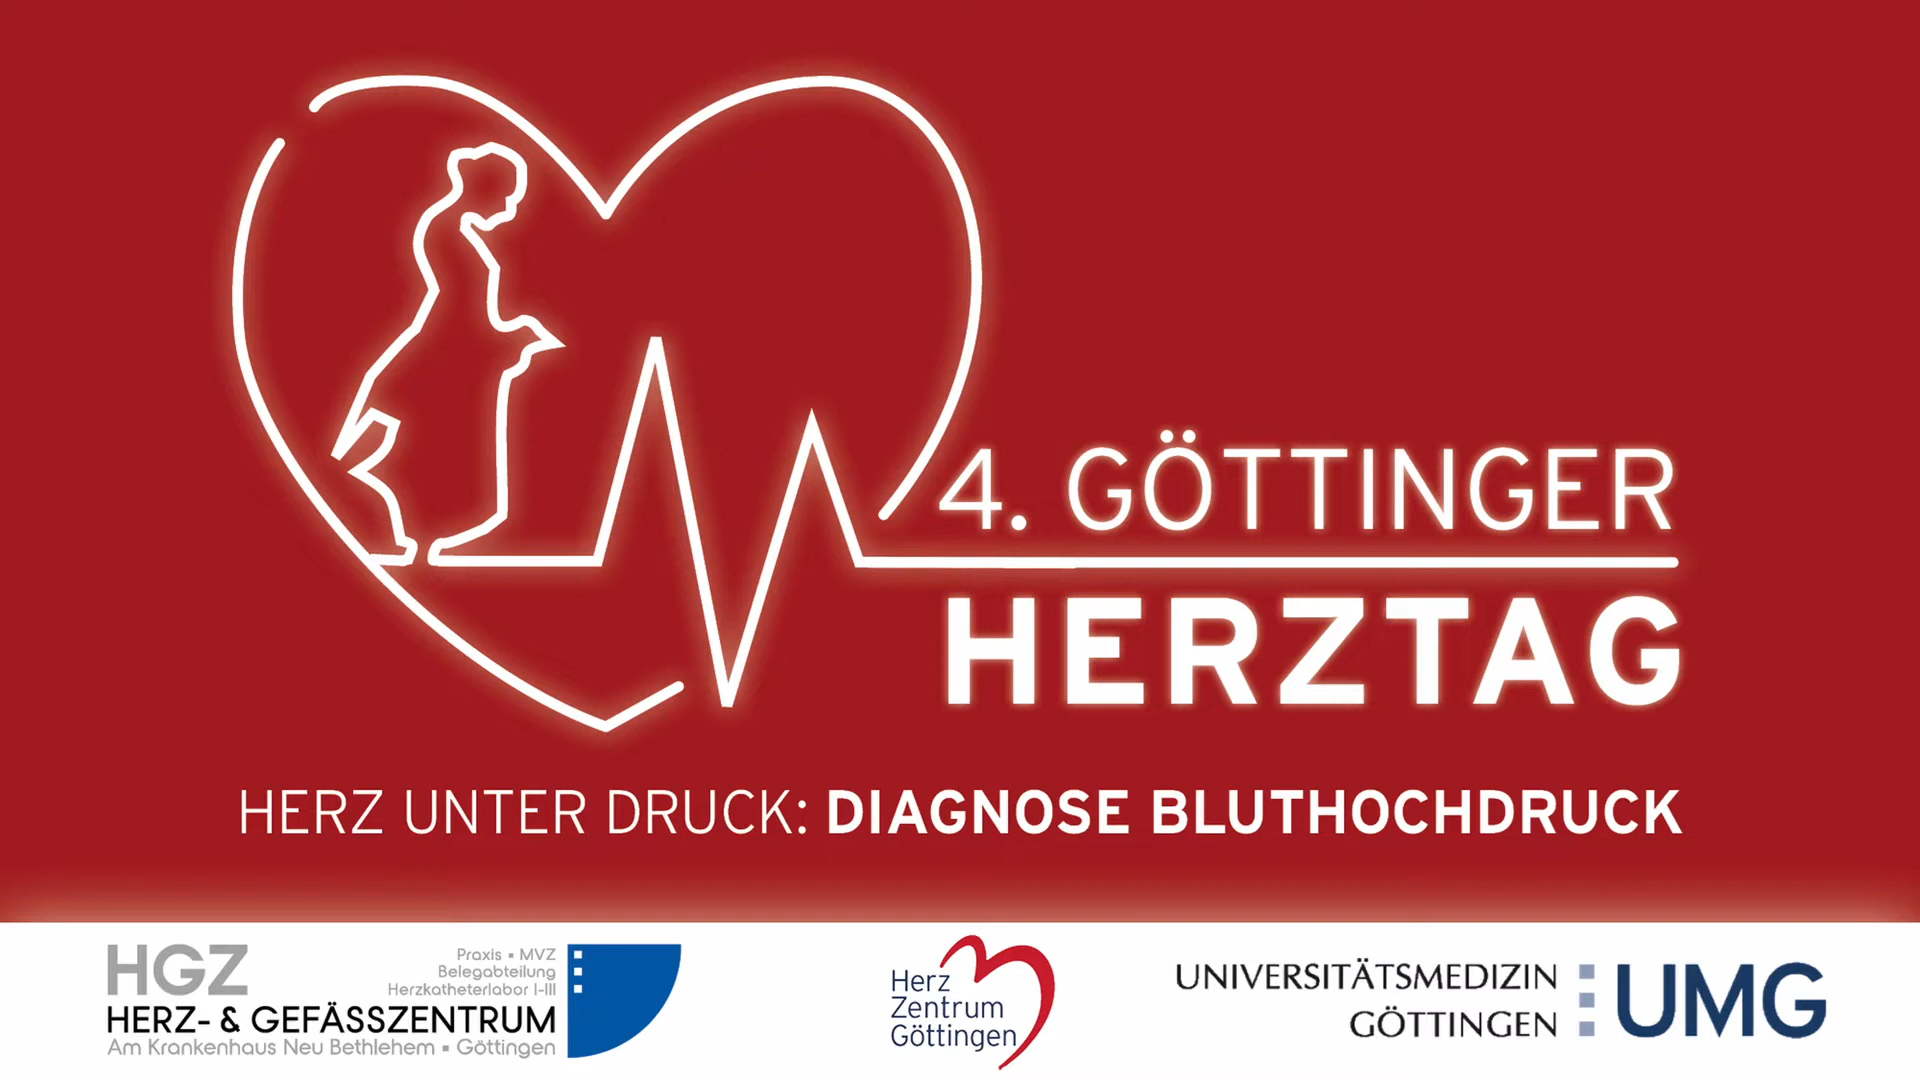 4. GÖTTINGER
HERZTAG
HERZ UNTER DRUCK: DIAGNOSE BLUTHOCHDRUCK
HGZ
Praxis ▪ MVZ
Belegabteilung
Herzkatheterlabor I-III
HERZ- & GEFÄSSZENTRUM
Am Krankenhaus Neu Bethlehem ▪ Göttingen
Herz
Zentrum
Göttingen
UNIVERSITÄTSMEDIZIN
GÖTTINGEN
UMG